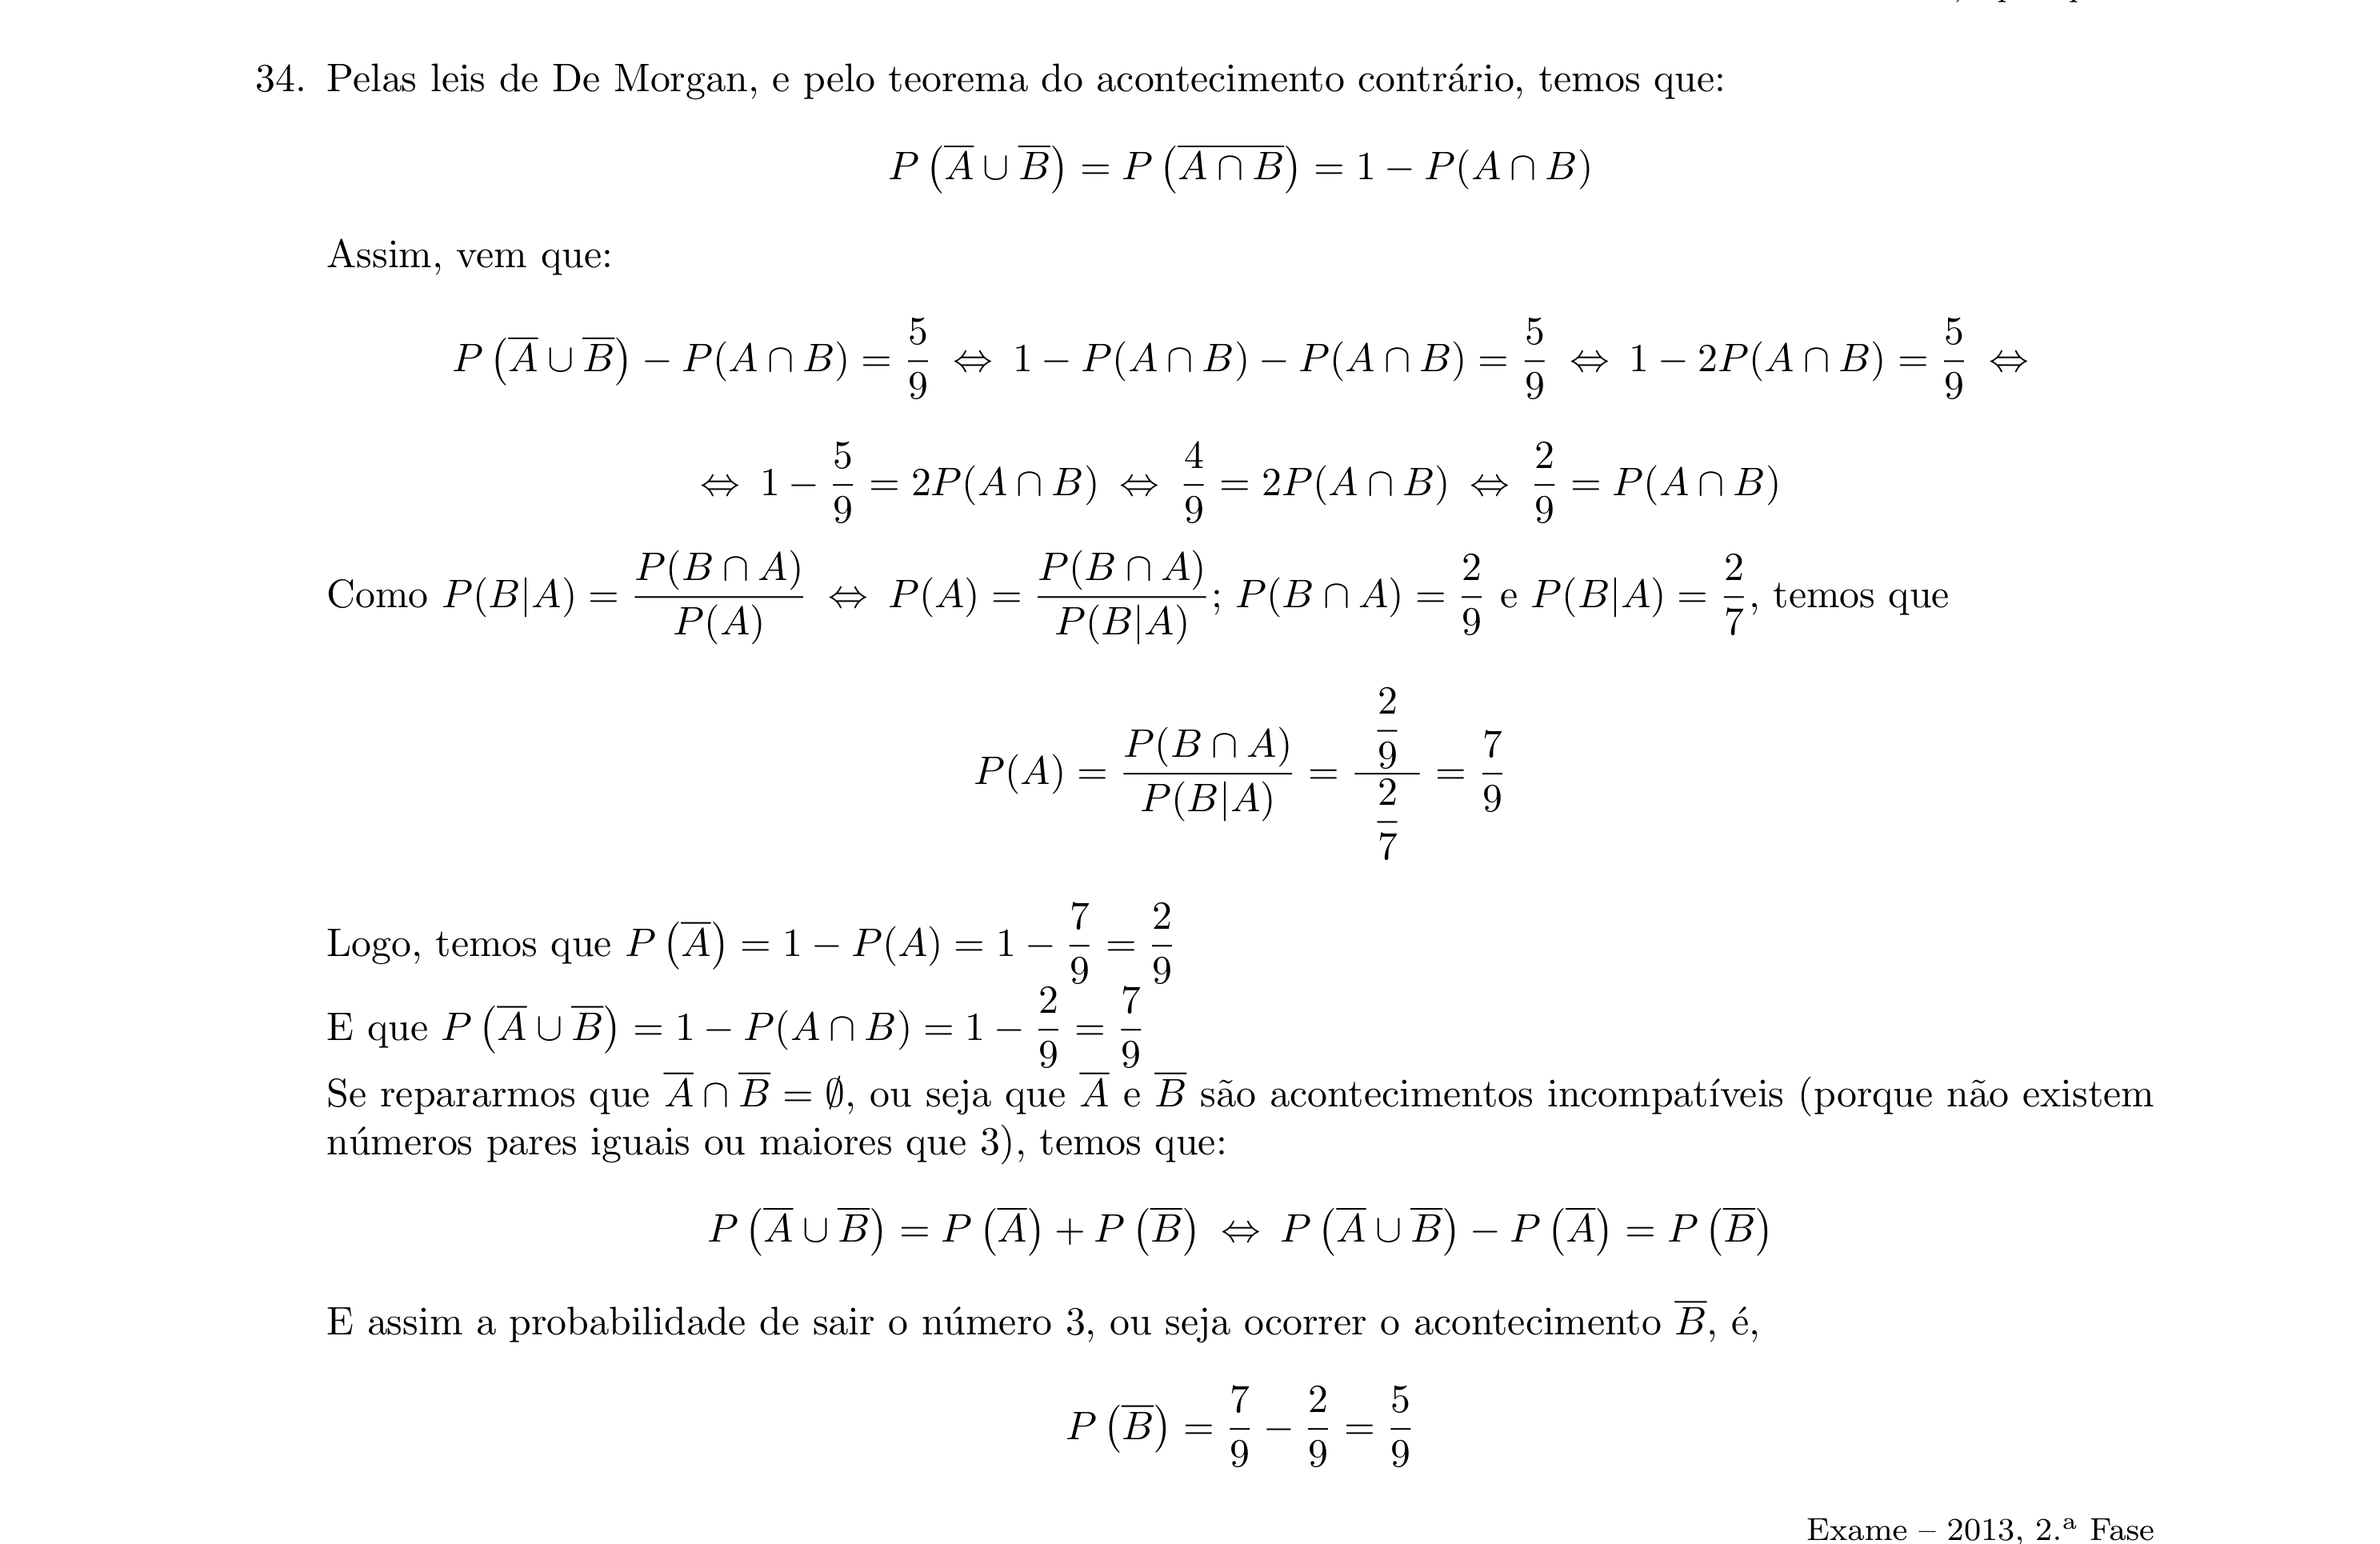 34. Pelas leis de De Morgan, e pelo teorema do acontecimento contrário, temos que:
$P\left(\overline{A} \cup \overline{B}\right) = P\left(\overline{A \cap B}\right) = 1 - P(A \cap B)$
Assim, vem que:
$P\left(\overline{A} \cup \overline{B}\right) - P(A \cap B) = \frac{5}{9} \Leftrightarrow 1 - P(A \cap B) - P(A \cap B) = \frac{5}{9} \Leftrightarrow 1 - 2P(A \cap B) = \frac{5}{9} \Leftrightarrow$
$\Leftrightarrow 1 - \frac{5}{9} = 2P(A \cap B) \Leftrightarrow \frac{4}{9} = 2P(A \cap B) \Leftrightarrow \frac{2}{9} = P(A \cap B)$
Como $P(B|A) = \frac{P(B \cap A)}{P(A)} \Leftrightarrow P(A) = \frac{P(B \cap A)}{P(B|A)}$; $P(B \cap A) = \frac{2}{9}$ e $P(B|A) = \frac{2}{7}$, temos que
$P(A) = \frac{P(B \cap A)}{P(B|A)} = \frac{\frac{2}{9}}{\frac{2}{7}} = \frac{7}{9}$
Logo, temos que $P\left(\overline{A}\right) = 1 - P(A) = 1 - \frac{7}{9} = \frac{2}{9}$
E que $P\left(\overline{A} \cup \overline{B}\right) = 1 - P(A \cap B) = 1 - \frac{2}{9} = \frac{7}{9}$
Se repararmos que $\overline{A} \cap \overline{B} = \emptyset$, ou seja que $\overline{A}$ e $\overline{B}$ são acontecimentos incompatíveis (porque não existem
números pares iguais ou maiores que 3), temos que:
$P\left(\overline{A} \cup \overline{B}\right) = P\left(\overline{A}\right) + P\left(\overline{B}\right) \Leftrightarrow P\left(\overline{A} \cup \overline{B}\right) - P\left(\overline{A}\right) = P\left(\overline{B}\right)$
E assim a probabilidade de sair o número 3, ou seja ocorrer o acontecimento $\overline{B}$, é,
$P\left(\overline{B}\right) = \frac{7}{9} - \frac{2}{9} = \frac{5}{9}$
Exame – 2013, 2.ª Fase